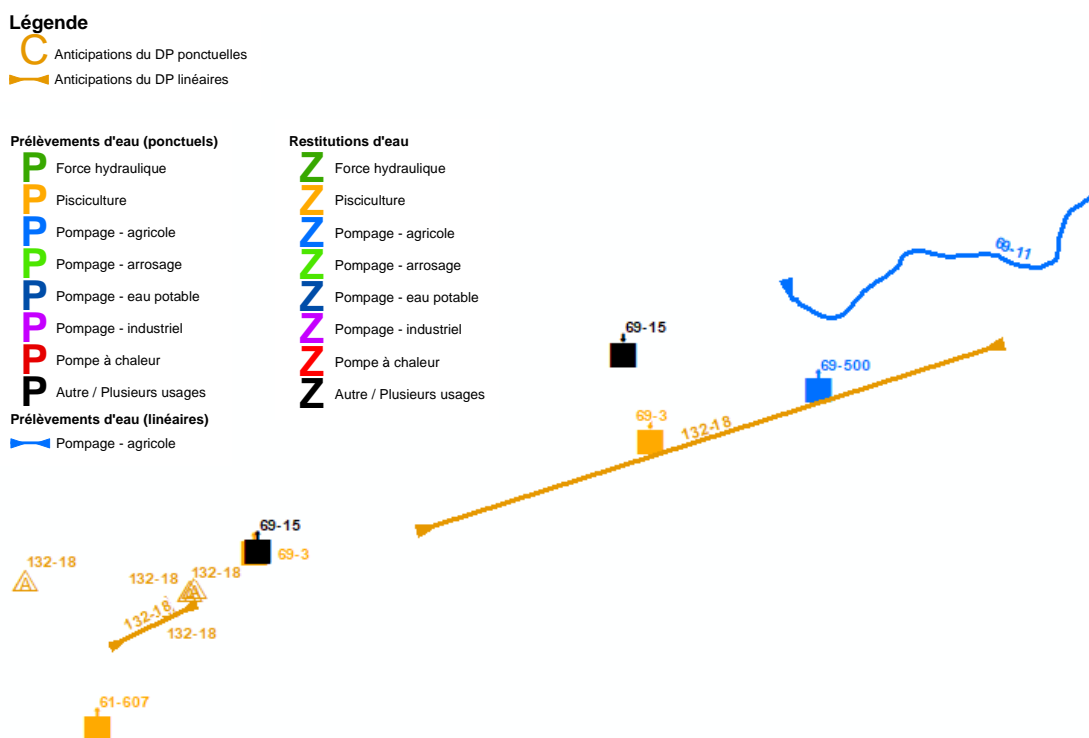 Légende
C Anticipations du DP ponctuelles
Anticipations du DP linéaires
Prélèvements d'eau (ponctuels)
P Force hydraulique
P Pisciculture
P Pompage - agricole
P Pompage - arrosage
P Pompage - eau potable
P Pompage - industriel
P Pompe à chaleur
P Autre / Plusieurs usages
Prélèvements d'eau (linéaires)
Pompage - agricole
Restitutions d'eau
Z Force hydraulique
Z Pisciculture
Z Pompage - agricole
Z Pompage - arrosage
Z Pompage - eau potable
Z Pompage - industriel
Z Pompe à chaleur
Z Autre / Plusieurs usages
69-11
69-15
69-500
69-3
132-18
69-15
69-3
132-18
A
132-18
132-18
A
132-18
132-18
61-607